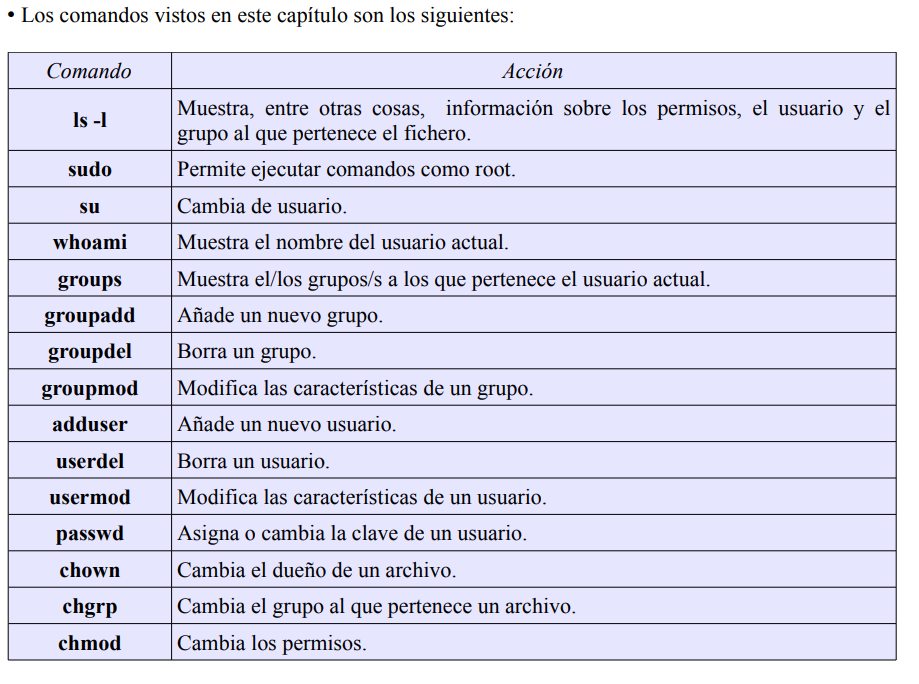 • Los comandos vistos en este capítulo son los siguientes:
Comando Acción
ls -l Muestra, entre otras cosas, información sobre los permisos, el usuario y el
grupo al que pertenece el fichero.
sudo Permite ejecutar comandos como root.
su Cambia de usuario.
whoami Muestra el nombre del usuario actual.
groups Muestra el/los grupos/s a los que pertenece el usuario actual.
groupadd Añade un nuevo grupo.
groupdel Borra un grupo.
groupmod Modifica las características de un grupo.
adduser Añade un nuevo usuario.
userdel Borra un usuario.
usermod Modifica las características de un usuario.
passwd Asigna o cambia la clave de un usuario.
chown Cambia el dueño de un archivo.
chgrp Cambia el grupo al que pertenece un archivo.
chmod Cambia los permisos.